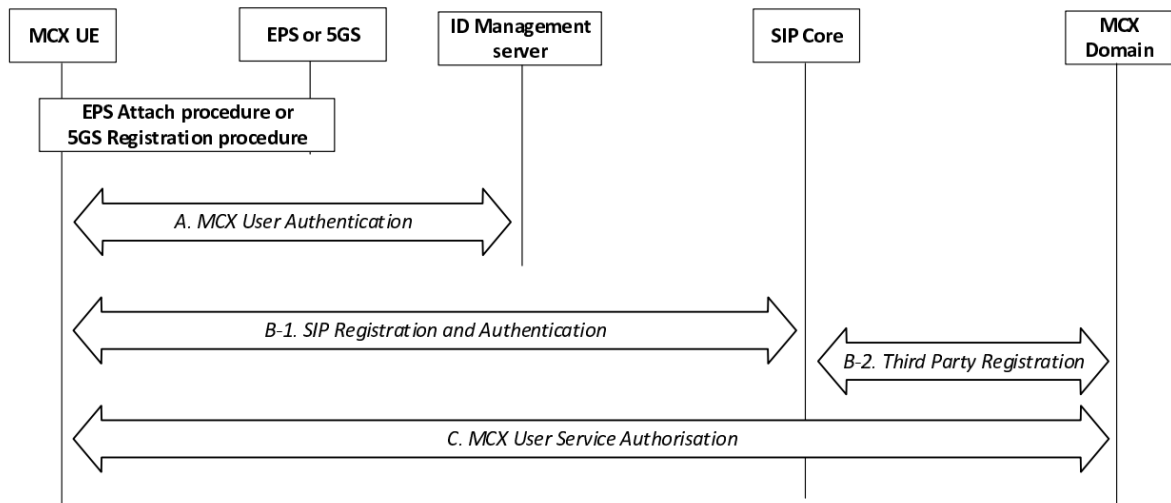 MCX UE
EPS or 5GS
ID Management
server
SIP Core
MCX
Domain
EPS Attach procedure or
5GS Registration procedure
A. MCX User Authentication
B-1. SIP Registration and Authentication
B-2. Third Party Registration
C. MCX User Service Authorisation